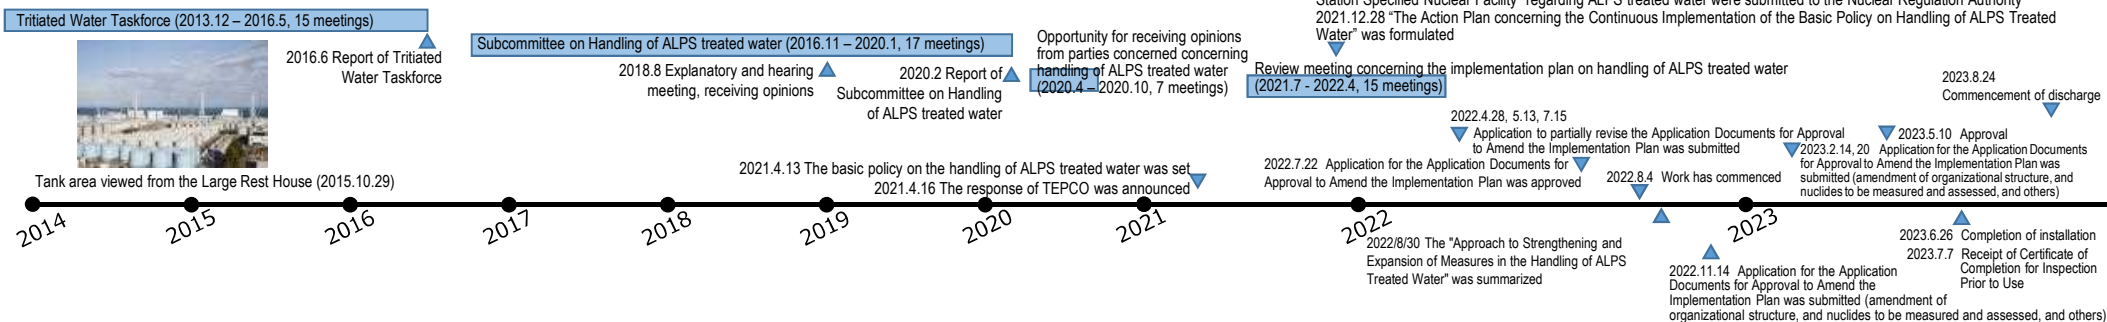 Tritiated Water Taskforce (2013.12 – 2016.5, 15 meetings)
2016.6 Report of Tritiated
Water Taskforce
Tank area viewed from the Large Rest House (2015.10.29)
Subcommittee on Handling of ALPS treated water (2016.11 – 2020.1, 17 meetings)
2018.8 Explanatory and hearing
meeting, receiving opinions
2020.2 Report of
Subcommittee on Handling
of ALPS treated water
Opportunity for receiving opinions
from parties concerned concerning
handling of ALPS treated water
(2020.4 – 2020.10, 7 meetings)
Station Specified Nuclear Facility" regarding ALPS treated water were submitted to the Nuclear Regulation Authority
2021.12.28 “The Action Plan concerning the Continuous Implementation of the Basic Policy on Handling of ALPS Treated
Water” was formulated
Review meeting concerning the implementation plan on handling of ALPS treated water
(2021.7 - 2022.4, 15 meetings)
2021.4.13 The basic policy on the handling of ALPS treated water was set
2021.4.16 The response of TEPCO was announced
2022.4.28, 5.13, 7.15
Application to partially revise the Application Documents for Approval
to Amend the Implementation Plan was submitted
2022.7.22 Application for the Application Documents for
Approval to Amend the Implementation Plan was approved
2022.8.4 Work has commenced
2023.8.24
Commencement of discharge
2023.5.10 Approval
2023.2.14, 20 Application for the Application Documents
for Approval to Amend the Implementation Plan was
submitted (amendment of organizational structure, and
nuclides to be measured and assessed, and others)
2014
2015
2016
2017
2018
2019
2020
2021
2022
2023
2022/8/30 The "Approach to Strengthening and
Expansion of Measures in the Handling of ALPS
Treated Water" was summarized
2022.11.14 Application for the Application
Documents for Approval to Amend the
Implementation Plan was submitted (amendment of
organizational structure, and nuclides to be measured and assessed, and others)
2023.6.26 Completion of installation
2023.7.7 Receipt of Certificate of
Completion for Inspection
Prior to Use